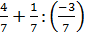 4/7 + 1/7 : (-3/7)